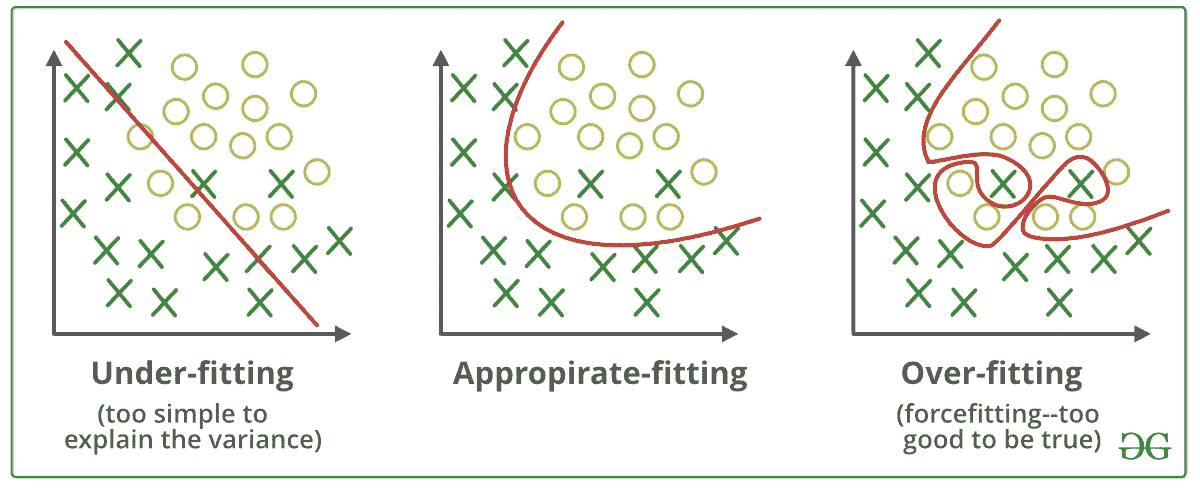 Under-fitting
(too simple to
explain the variance)
Appropirate-fitting
Over-fitting
(forcefitting--too
good to be true)
GG